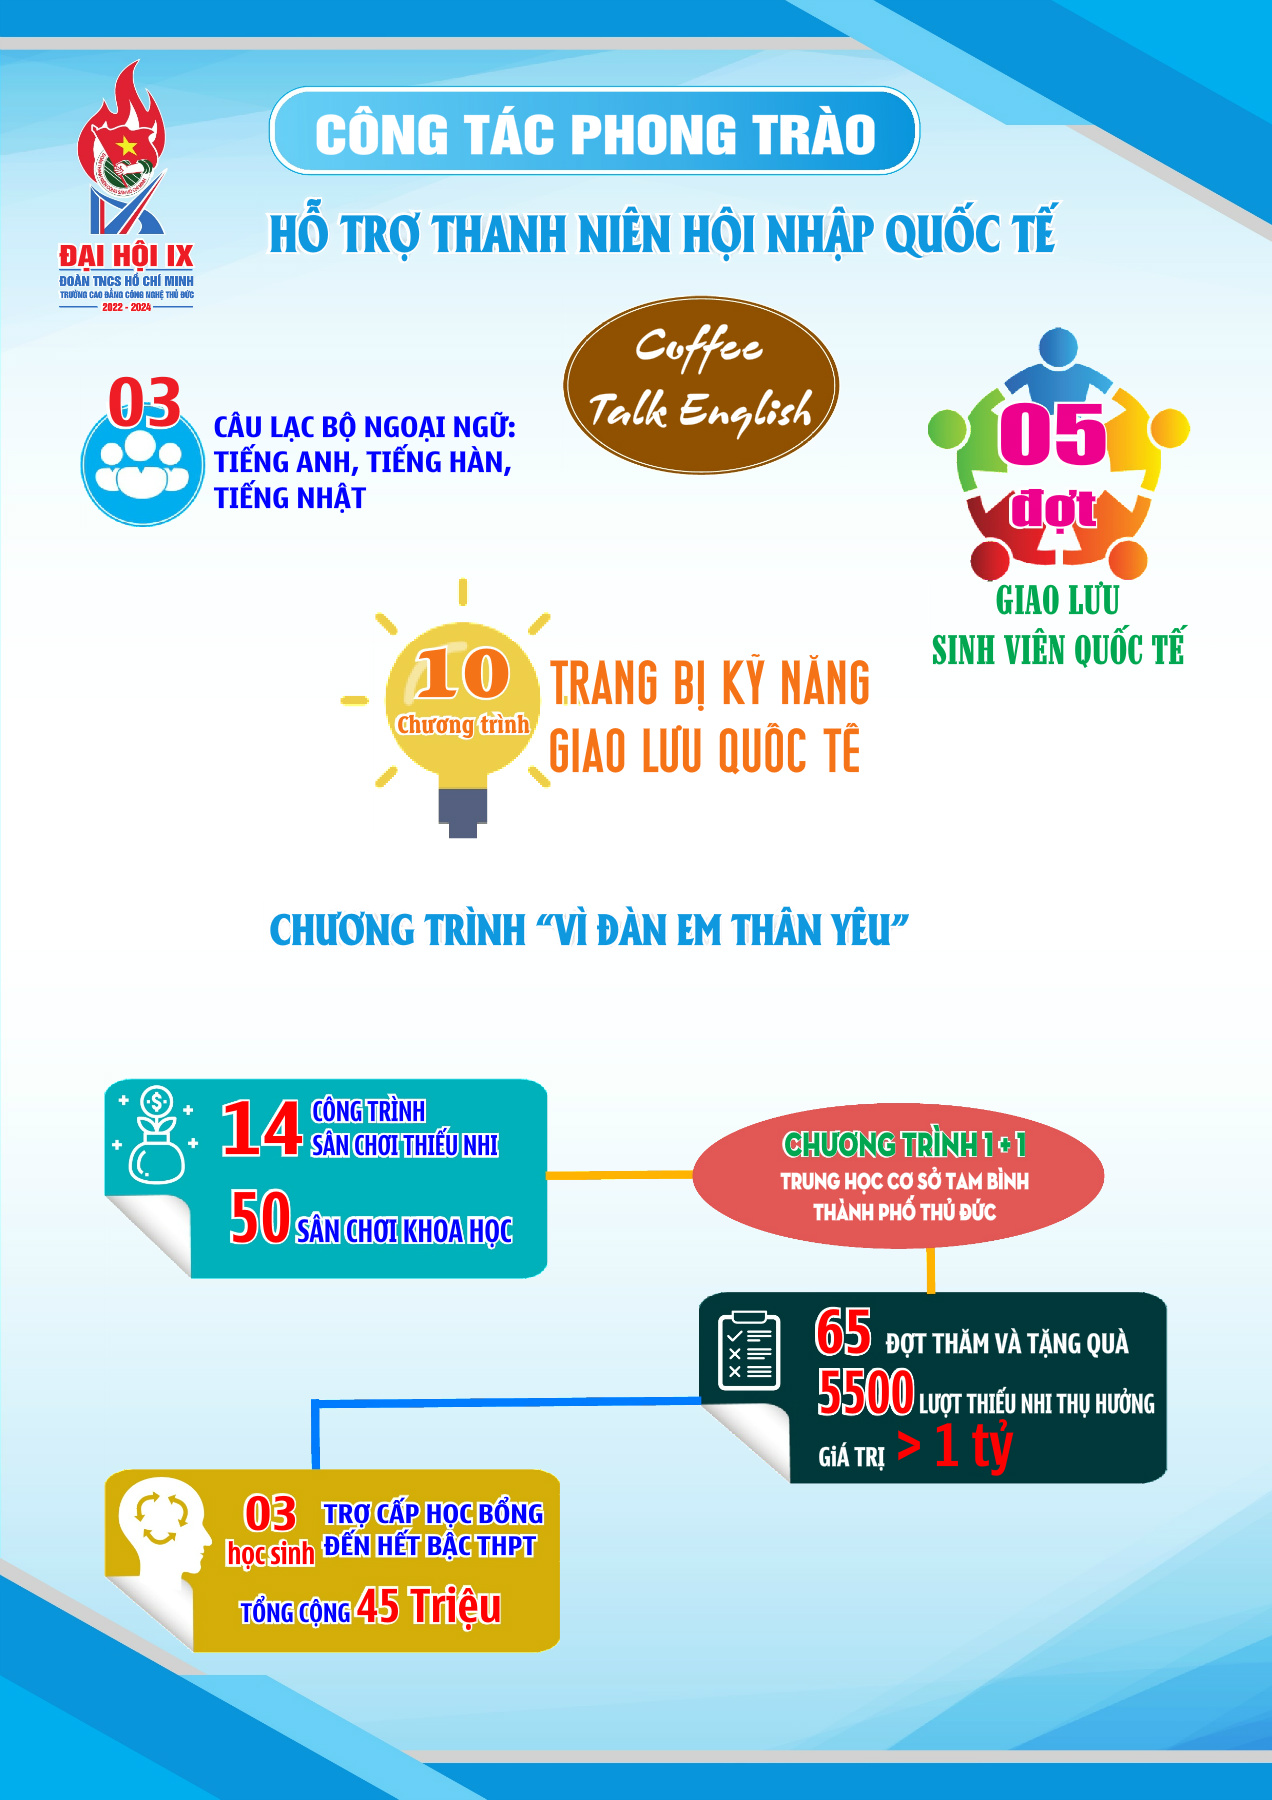 CÔNG TÁC PHONG TRÀO
HỖ TRỢ THANH NIÊN HỘI NHẬP QUỐC TẾ
ĐẠI HỘI IX
ĐOÀN TNCS HỒ CHÍ MINH
TRƯỜNG CAO ĐẲNG CÔNG NGHỆ THỦ ĐỨC
2022 - 2024
03
CÂU LẠC BỘ NGOẠI NGỮ:
TIẾNG ANH, TIẾNG HÀN,
TIẾNG NHẬT
Coffee
Talk English
05
đợt
GIAO LƯU
SINH VIÊN QUỐC TẾ
10
Chương trình
TRANG BỊ KỸ NĂNG
GIAO LƯU QUỐC TẾ
CHƯƠNG TRÌNH “VÌ ĐÀN EM THÂN YÊU”
14 CÔNG TRÌNH
SÂN CHƠI THIẾU NHI
50 SÂN CHƠI KHOA HỌC
CHƯƠNG TRÌNH 1+1
TRUNG HỌC CƠ SỞ TAM BÌNH
THÀNH PHỐ THỦ ĐỨC
65 ĐỢT THĂM VÀ TẶNG QUÀ
5500 LƯỢT THIẾU NHI THỤ HƯỞNG
GiÁ TRỊ > 1 tỷ
03
học sinh
TRỢ CẤP HỌC BỔNG
ĐẾN HẾT BẬC THPT
TỔNG CỘNG 45 Triệu